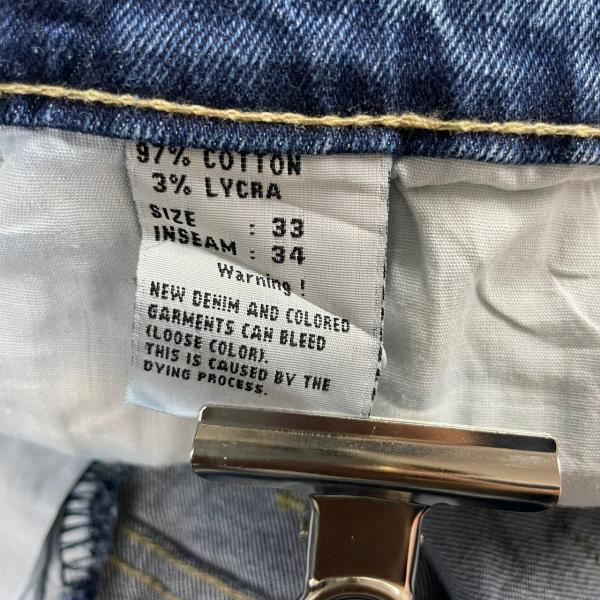 97% COTTON
3% LYCRA
SIZE : 33
INSEAM : 34
Warning !
NEW DENIM AND COLORED
GARMENTS CAN BLEED
(LOOSE COLOR).
THIS IS CAUSED BY THE
DYING PROCESS.